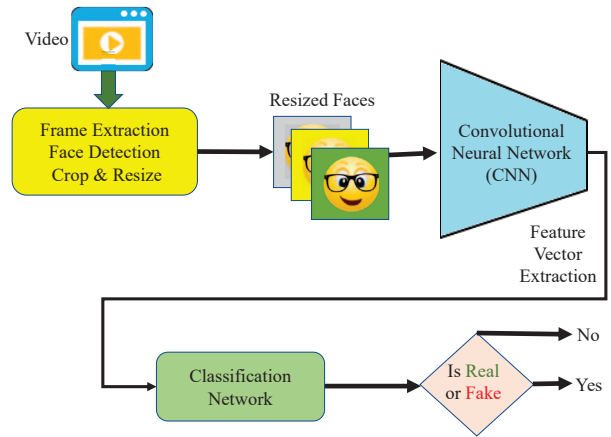 Video
Frame Extraction
Face Detection
Crop & Resize
Resized Faces
Convolutional
Neural Network
(CNN)
Feature
Vector
Extraction
Classification
Network
Is Real
or Fake
No
Yes